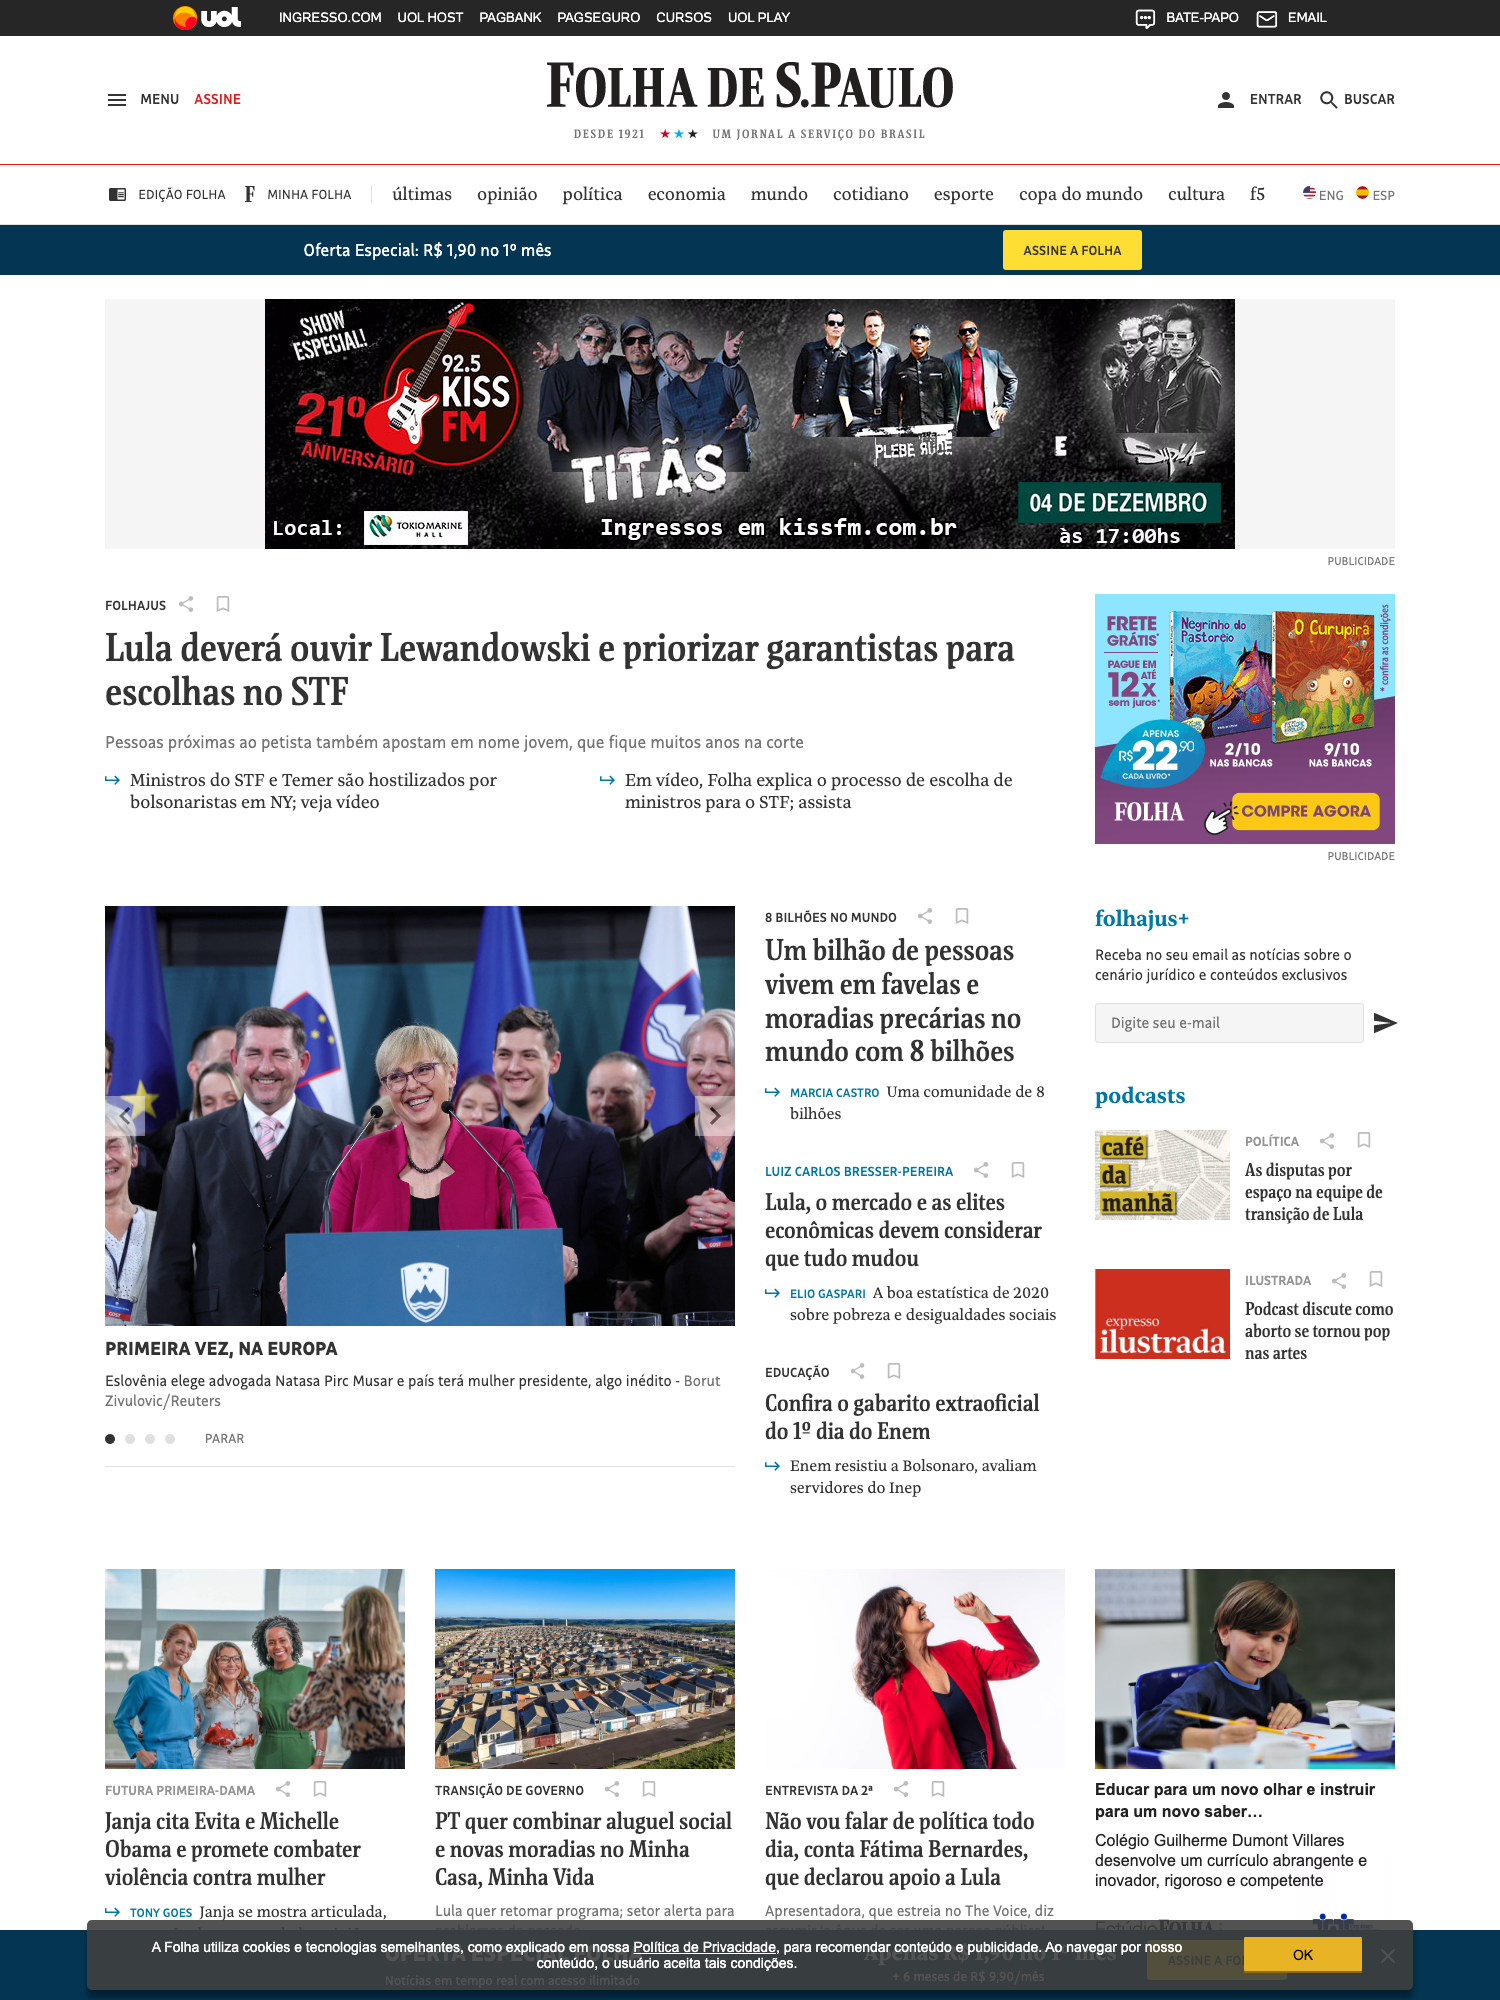 uol
INGRESSO.COM UOL HOST PAGBANK PAGSEGURO CURSOS UOL PLAY
BATE-PAPO EMAIL
MENU ASSINE
FOLHA DE S.PAULO
DESDE 1921 ★ ★ ★ UM JORNAL A SERVIÇO DO BRASIL
ENTRAR BUSCAR
EDIÇÃO FOLHA F MINHA FOLHA últimas opinião política economia mundo cotidiano esporte copa do mundo cultura f5 ENG ESP
Oferta Especial: R$ 1,90 no 1º mês
ASSINE A FOLHA
SHOW
ESPECIAL!
21º
ANIVERSÁRIO
92.5
KISS
FM
TITÃS
PLEBE RUDE
E
SUPLA
04 DE DEZEMBRO
às 17:00hs
Local:
TOKIO MARINE
HALL
Ingressos em kissfm.com.br
PUBLICIDADE
FOLHAJUS
Lula deverá ouvir Lewandowski e priorizar garantistas para
escolhas no STF
Pessoas próximas ao petista também apostam em nome jovem, que fique muitos anos na corte
Ministros do STF e Temer são hostilizados por
bolsonaristas em NY; veja vídeo
Em vídeo, Folha explica o processo de escolha de
ministros para o STF; assista
FRETE
GRÁTIS*
PAGUE EM
ATÉ
12x
sem juros*
Negrinho do
Pastoreio
O Curupira
* confira as condições
APENAS
R$22,90
CADA LIVRO*
2/10
NAS BANCAS
9/10
NAS BANCAS
FOLHA
COMPRE AGORA
PUBLICIDADE
PRIMEIRA VEZ, NA EUROPA
Eslovênia elege advogada Natasa Pirc Musar e país terá mulher presidente, algo inédito - Borut
Zivulovic/Reuters
PARAR
8 BILHÕES NO MUNDO
Um bilhão de pessoas
vivem em favelas e
moradias precárias no
mundo com 8 bilhões
MARCIA CASTRO Uma comunidade de 8
bilhões
LUIZ CARLOS BRESSER-PEREIRA
Lula, o mercado e as elites
econômicas devem considerar
que tudo mudou
ELIO GASPARI A boa estatística de 2020
sobre pobreza e desigualdades sociais
EDUCAÇÃO
Confira o gabarito extraoficial
do 1º dia do Enem
Enem resistiu a Bolsonaro, avaliam
servidores do Inep
folhajus+
Receba no seu email as notícias sobre o
cenário jurídico e conteúdos exclusivos
Digite seu e-mail
podcasts
café
da
manhã
POLÍTICA
As disputas por
espaço na equipe de
transição de Lula
expresso
ilustrada
ILUSTRADA
Podcast discute como
aborto se tornou pop
nas artes
FUTURA PRIMEIRA-DAMA
Janja cita Evita e Michelle
Obama e promete combater
violência contra mulher
TONY GOES Janja se mostra articulada,
TRANSIÇÃO DE GOVERNO
PT quer combinar aluguel social
e novas moradias no Minha
Casa, Minha Vida
Lula quer retomar programa; setor alerta para
ENTREVISTA DA 2ª
Não vou falar de política todo
dia, conta Fátima Bernardes,
que declarou apoio a Lula
Apresentadora, que estreia no The Voice, diz
Educar para um novo olhar e instruir
para um novo saber...
Colégio Guilherme Dumont Villares
desenvolve um currículo abrangente e
inovador, rigoroso e competente
Estúdio FOLHA
A Folha utiliza cookies e tecnologias semelhantes, como explicado em nossa Política de Privacidade, para recomendar conteúdo e publicidade. Ao navegar por nosso
conteúdo, o usuário aceita tais condições.
OK
Notícias em tempo real com acesso ilimitado
Apenas R$ 1,90 no 1º mês
+ 6 meses de R$ 9,90/mês
ASSINE A FO